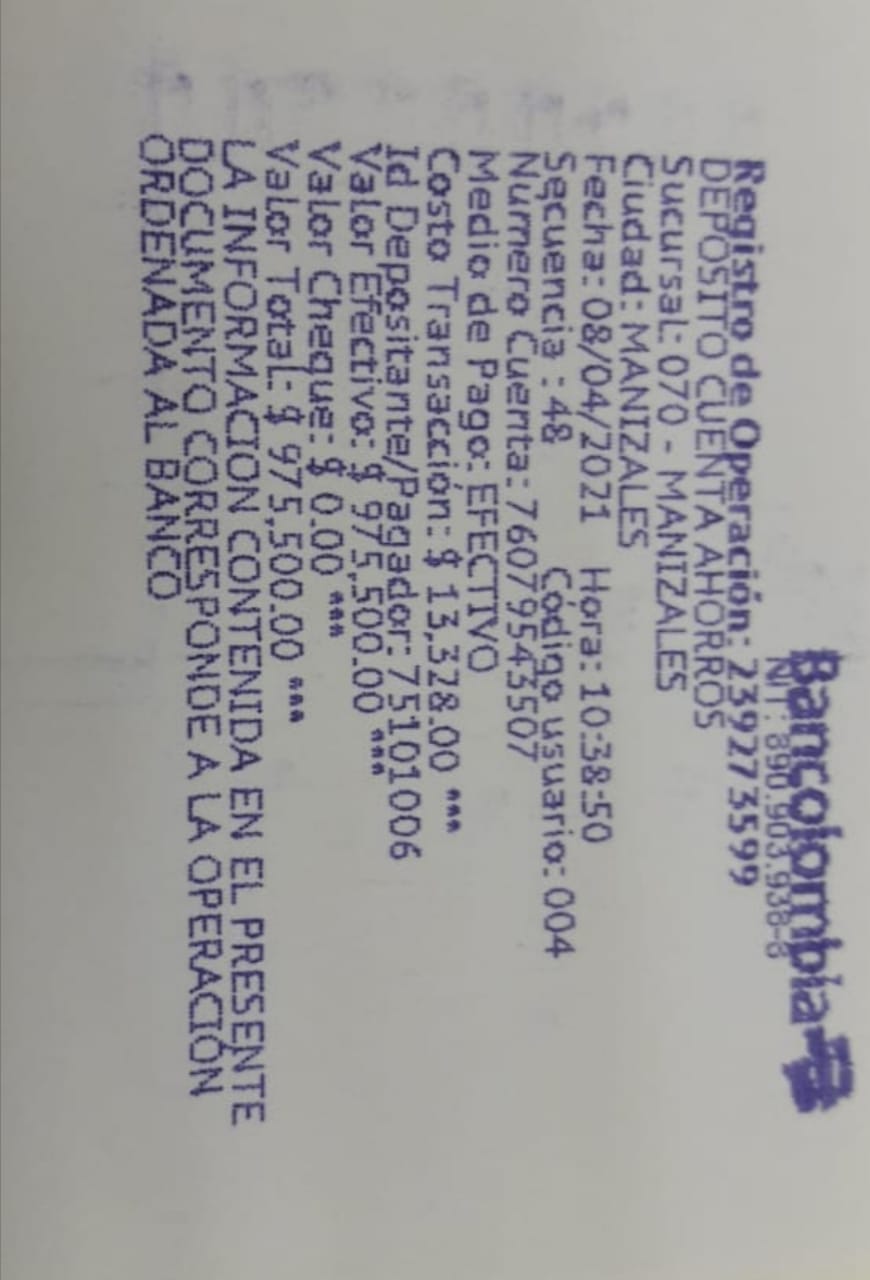 Bancolombia
NIT: 890.903.938-8
Registro de Operación: 239273599
DEPOSITO CUENTA AHORROS
Sucursal: 070 - MANIZALES
Ciudad: MANIZALES
Fecha: 08/04/2021 Hora: 10:38:50
Secuencia : 48 Código usuario: 004
Numero Cuenta: 76079543507
Medio de Pago: EFECTIVO
Costo Transacción: $ 13,328.00 ***
Id Depositante/Pagador: 75101006
Valor Efectivo: $ 975,500.00 ***
Valor Cheque: $ 0.00 ***
Valor Total: $ 975,500.00 ***
LA INFORMACION CONTENIDA EN EL PRESENTE
DOCUMENTO CORRESPONDE A LA OPERACIÓN
ORDENADA AL BANCO